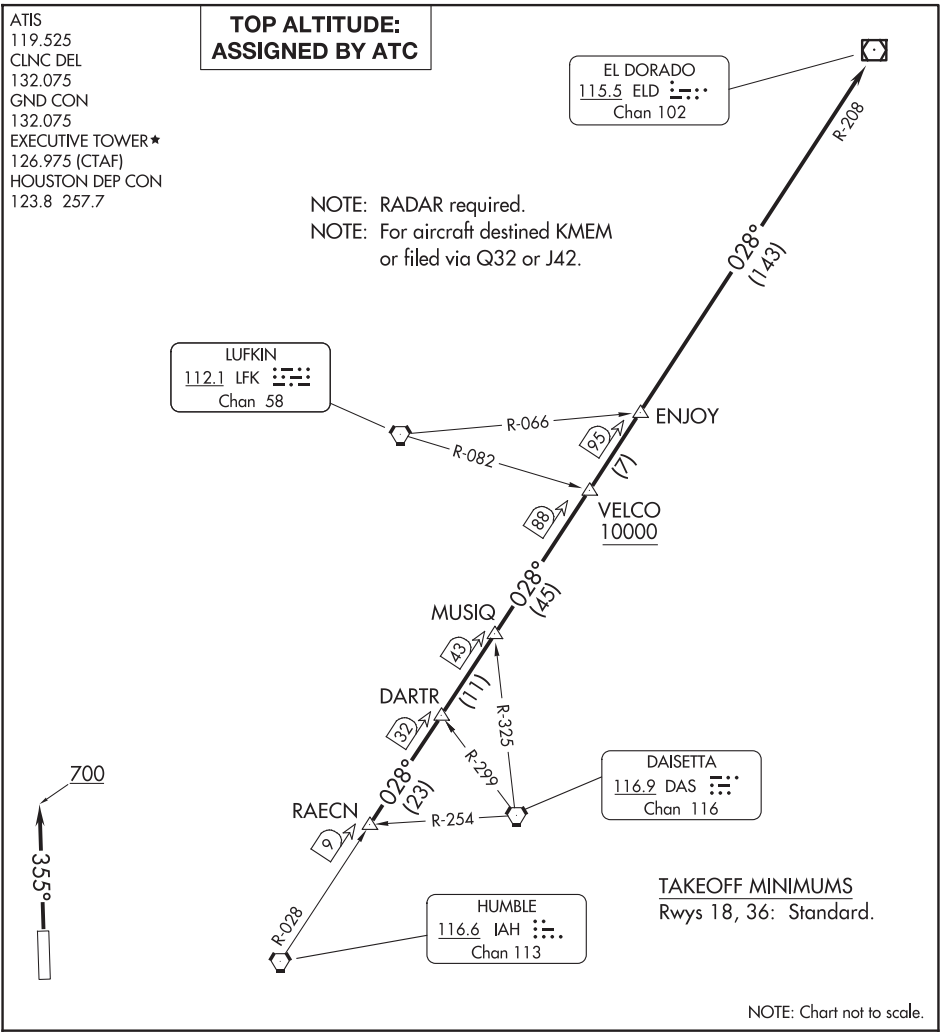 ATIS
119.525
CLNC DEL
132.075
GND CON
132.075
EXECUTIVE TOWER★
126.975 (CTAF)
HOUSTON DEP CON
123.8 257.7
TOP ALTITUDE:
ASSIGNED BY ATC
EL DORADO
115.5 ELD
Chan 102
R-208
NOTE: RADAR required.
NOTE: For aircraft destined KMEM
or filed via Q32 or J42.
028°
(143)
LUFKIN
112.1 LFK
Chan 58
R-066
ENJOY
95
R-082
(7)
VELCO
10000
88
028°
(45)
MUSIQ
43
(11)
DARTR
32
R-325
R-299
028°
(23)
DAISETTA
116.9 DAS
Chan 116
RAECN
R-254
9
700
355°
R-028
HUMBLE
116.6 IAH
Chan 113
TAKEOFF MINIMUMS
Rwys 18, 36: Standard.
NOTE: Chart not to scale.